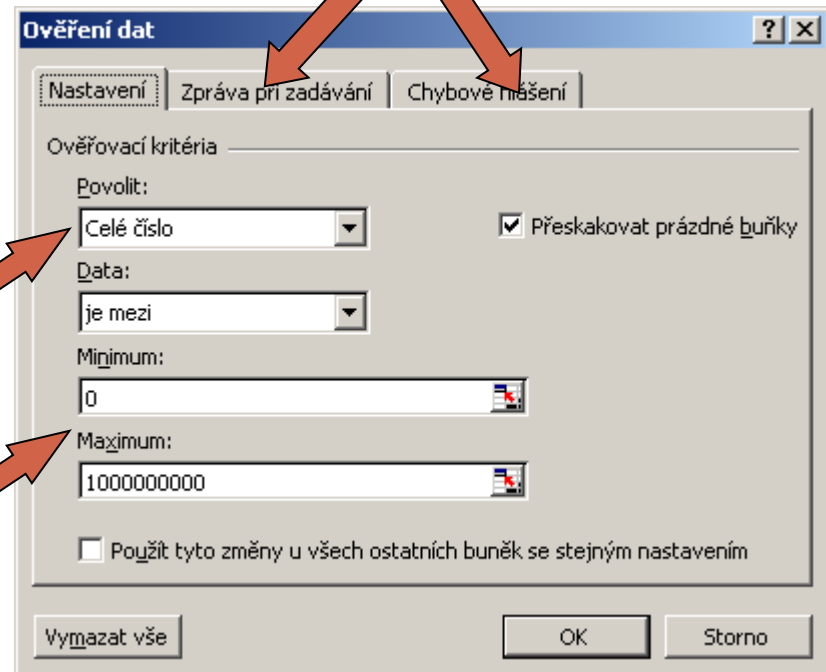 Ověření dat
Nastavení Zpráva při zadávání Chybové hlášení
Ověřovací kritéria
Povolit:
Celé číslo Přeskakovat prázdné buňky
Data:
je mezi
Minimum:
0
Maximum:
1000000000
Použít tyto změny u všech ostatních buněk se stejným nastavením
Vymazat vše OK Storno